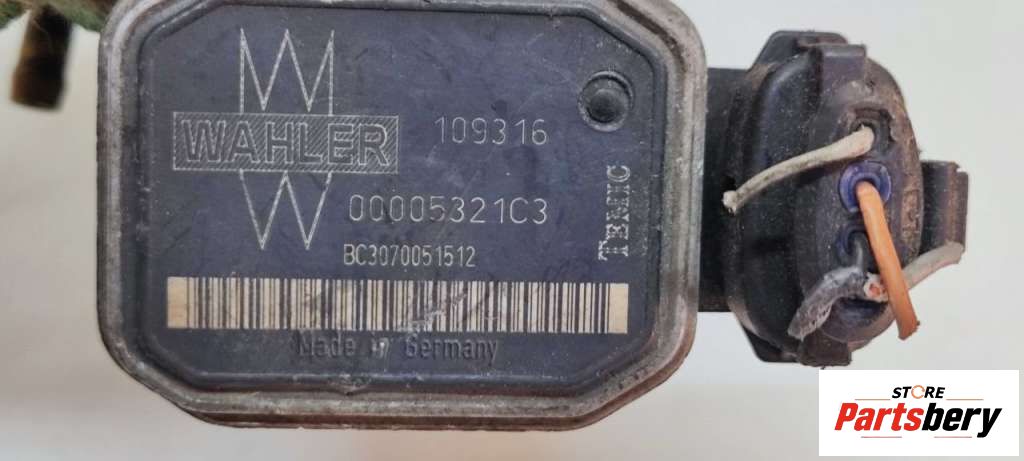 WAHLER
109316
00005321C3
BC3070051512
TEMIC
Made in Germany
STORE
Partsbery